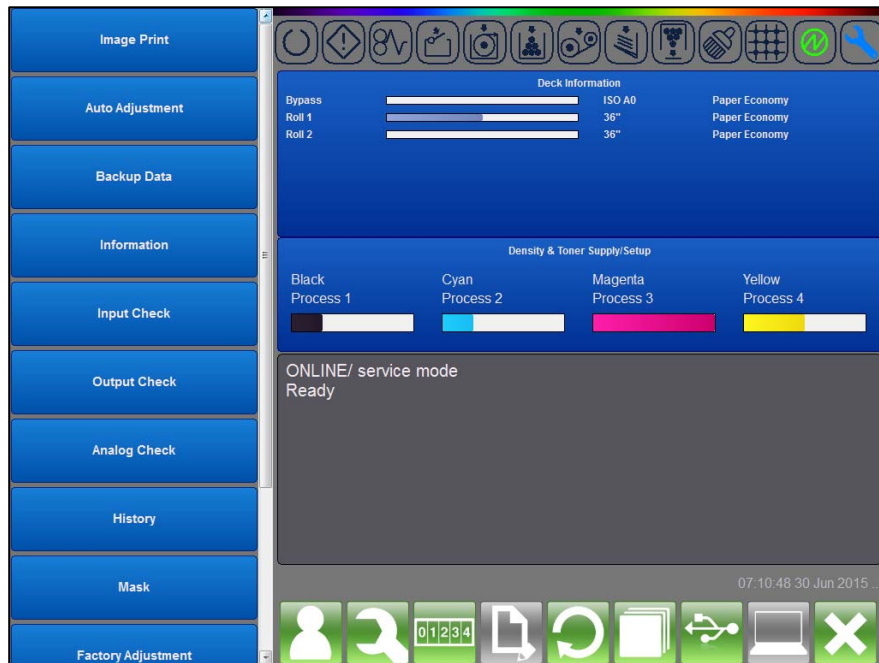 Image Print
Auto Adjustment
Backup Data
Information
Input Check
Output Check
Analog Check
History
Mask
Factory Adjustment
Deck Information
Bypass ISO A0 Paper Economy
Roll 1 36" Paper Economy
Roll 2 36" Paper Economy
Density & Toner Supply/Setup
Black Cyan Magenta Yellow
Process 1 Process 2 Process 3 Process 4
ONLINE/ service mode
Ready
07:10:48 30 Jun 2015 ..
01234